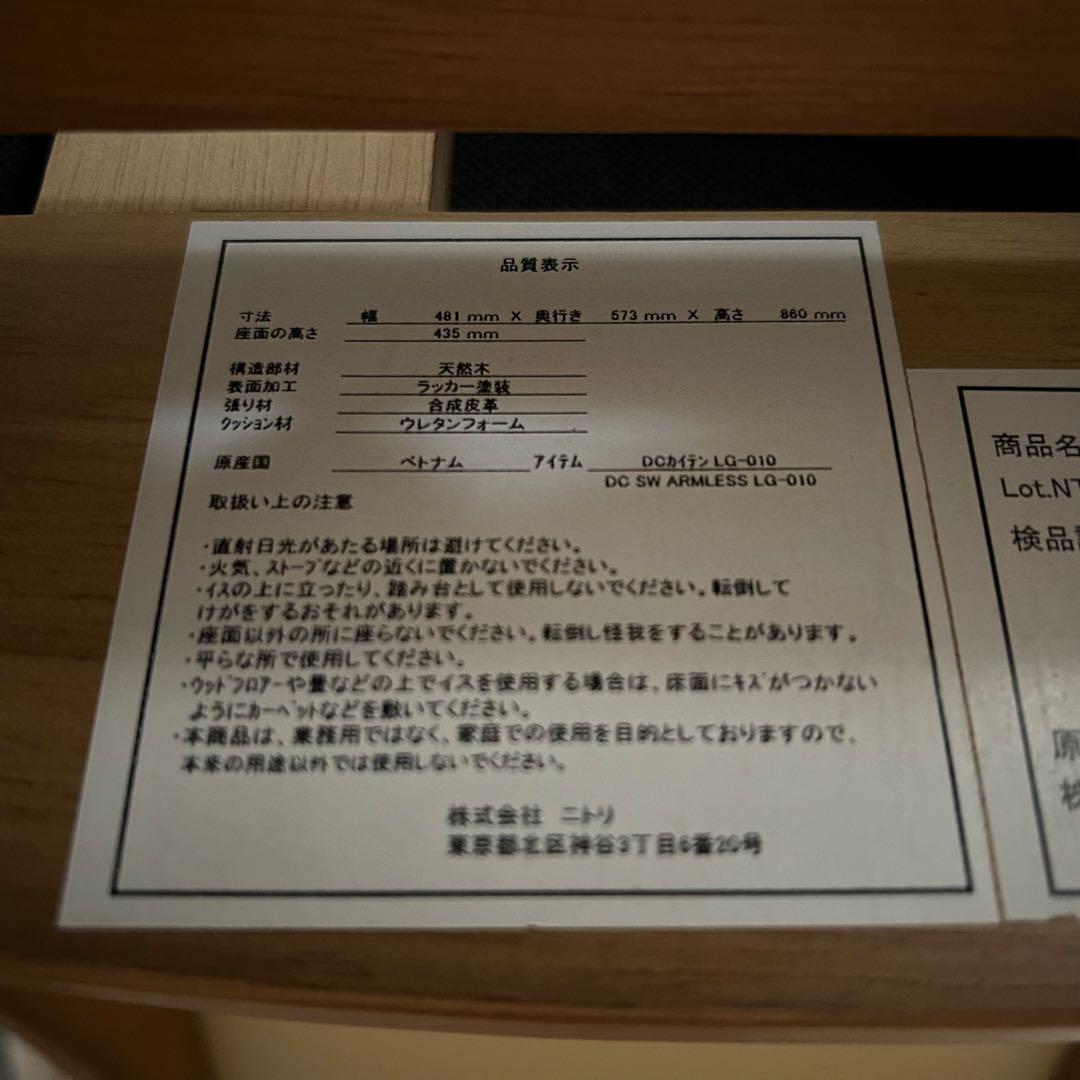 品質表示
寸法 幅 481 mm X 奥行き 573 mm X 高さ 860 mm
座面の高さ 435 mm
構造部材 天然木
表面加工 ラッカー塗装
張り材 合成皮革
クッション材 ウレタンフォーム
原産国 ベトナム アイテム DCカイテン LG-010
DC SW ARMLESS LG-010
取扱い上の注意
・直射日光があたる場所は避けてください。
・火気、ストーブなどの近くに置かないでください。
・イスの上に立ったり、踏み台として使用しないでください。転倒して
けがをするおそれがあります。
・座面以外の所に座らないでください。転倒し怪我をすることがあります。
・平らな所で使用してください。
・ウッドフロアーや畳などの上でイスを使用する場合は、床面にキズがつかない
ようにカーペットなどを敷いてください。
・本商品は、業務用ではなく、家庭での使用を目的としておりますので、
本来の用途以外では使用しないでください。
株式会社 ニトリ
東京都北区神谷3丁目6番20号
商品名
Lot.NT
検品
原
株